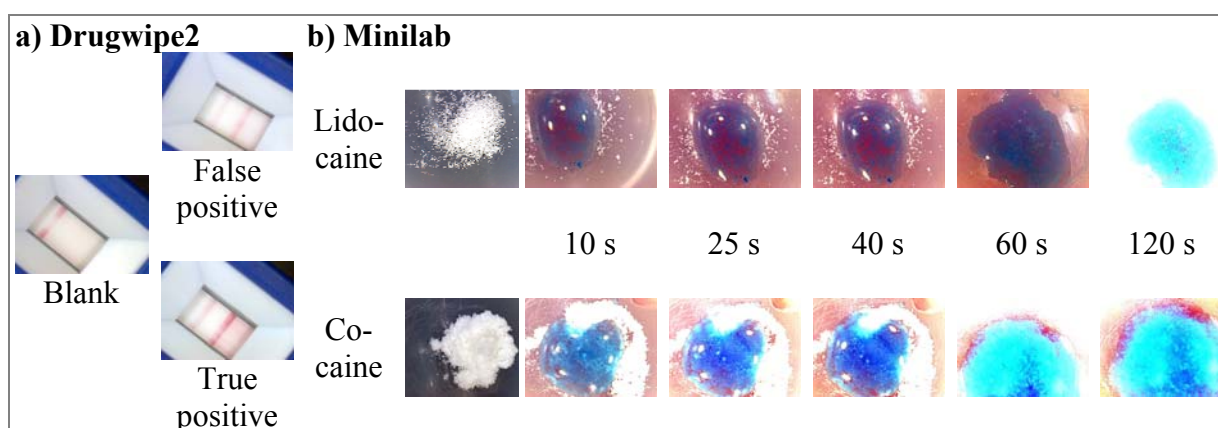 a) Drugwipe2
b) Minilab
False
positive
Blank
True
positive
Lido-
caine
10 s
25 s
40 s
60 s
120 s
Co-
caine